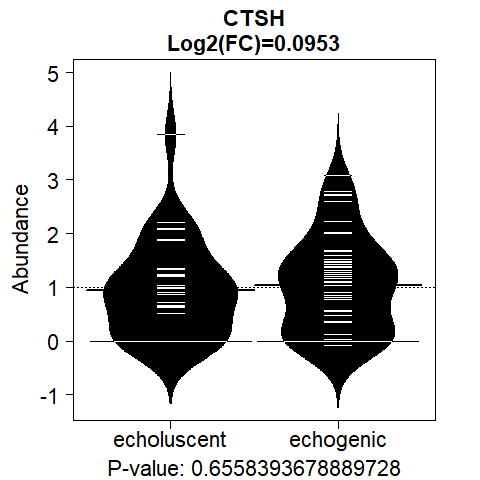 CTSH
Log2(FC)=0.0953
Abundance
5
4
3
2
1
0
-1
echoluscent echogenic
P-value: 0.6558393678889728